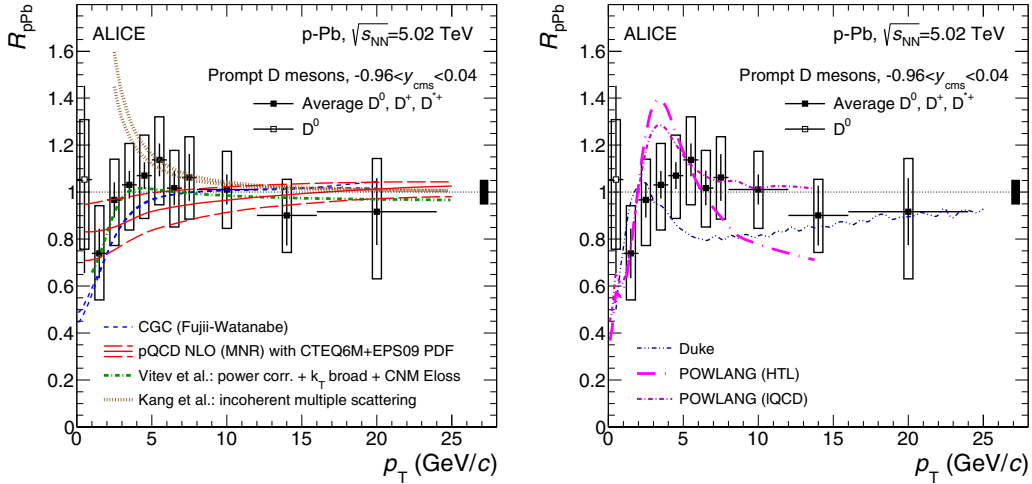 R_pPb
ALICE
p-Pb, √s_NN=5.02 TeV
Prompt D mesons, -0.96<y_cms<0.04
Average D⁰, D⁺, D*⁺
D⁰
CGC (Fujii-Watanabe)
pQCD NLO (MNR) with CTEQ6M+EPS09 PDF
Vitev et al.: power corr. + k_T broad + CNM Eloss
Kang et al.: incoherent multiple scattering
1.6
1.4
1.2
1
0.8
0.6
0.4
0.2
0
0 5 10 15 20 25
p_T (GeV/c)
R_pPb
ALICE
p-Pb, √s_NN=5.02 TeV
Prompt D mesons, -0.96<y_cms<0.04
Average D⁰, D⁺, D*⁺
D⁰
Duke
POWLANG (HTL)
POWLANG (lQCD)
1.6
1.4
1.2
1
0.8
0.6
0.4
0.2
0
0 5 10 15 20 25
p_T (GeV/c)